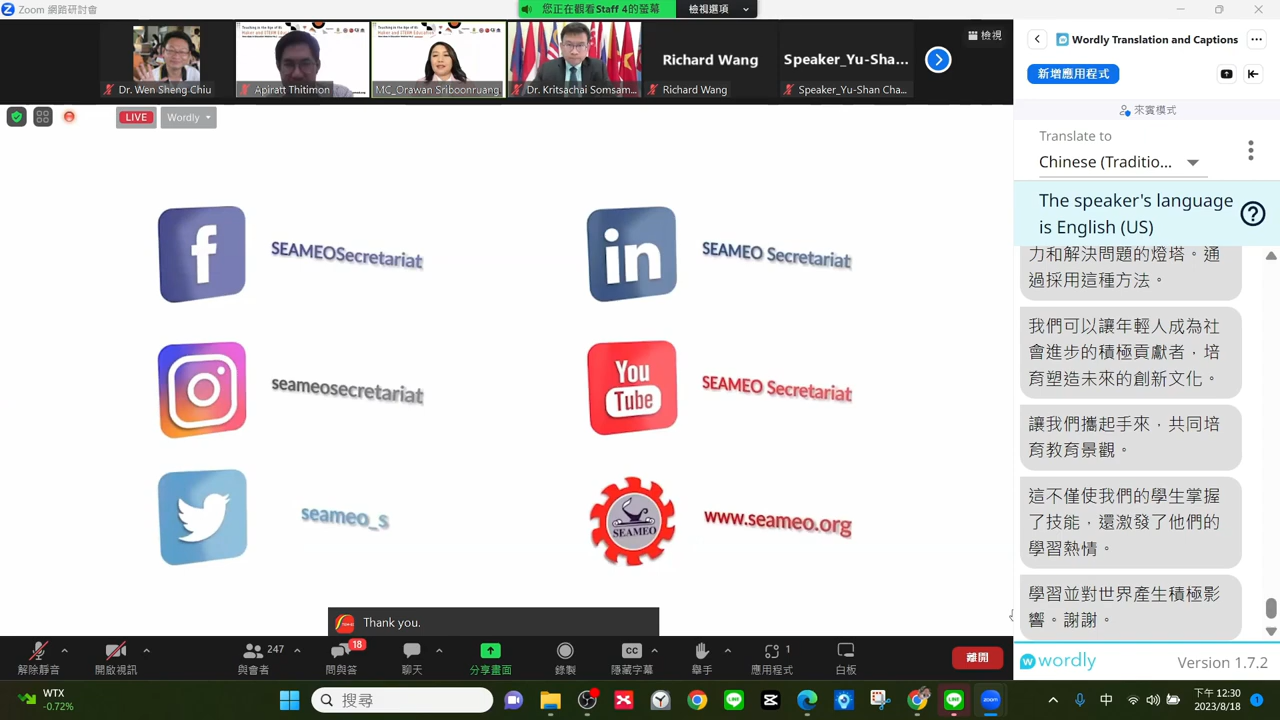 Zoom 網路研討會
您正在觀看Staff 4的螢幕
檢視選項
Dr. Wen Sheng Chiu
Apiratt Thitimon
MC_Orawan Sriboonruang
Dr. Kritsachai Somsam...
Richard Wang
Richard Wang
Speaker_Yu-Sha...
Speaker_Yu-Shan Cha...
檢視
LIVE
Wordly
SEAMEOSecretariat
SEAMEO Secretariat
seameosecretariat
You
Tube
SEAMEO Secretariat
seameo_s
SEAMEO
www.seameo.org
Thank you.
解除靜音
開啟視訊
247
與會者
18
問與答
聊天
分享畫面
錄製
CC
隱藏字幕
舉手
1
應用程式
白板
離開
Wordly Translation and Captions
新增應用程式
來賓模式
Translate to
Chinese (Traditio...
The speaker's language
is English (US)
力和解決問題的燈塔。通
過採用這種方法。
我們可以讓年輕人成為社
會進步的積極貢獻者，培
養塑造未來的創新文化。
讓我們攜起手來，共同培
育教育景觀。
這不僅使我們的學生掌握
了技能，還激發了他們的
學習熱情。
學習並對世界產生積極影
響。謝謝。
wordly
Version 1.7.2
WTX
-0.72%
搜尋
中
下午 12:30
2023/8/18